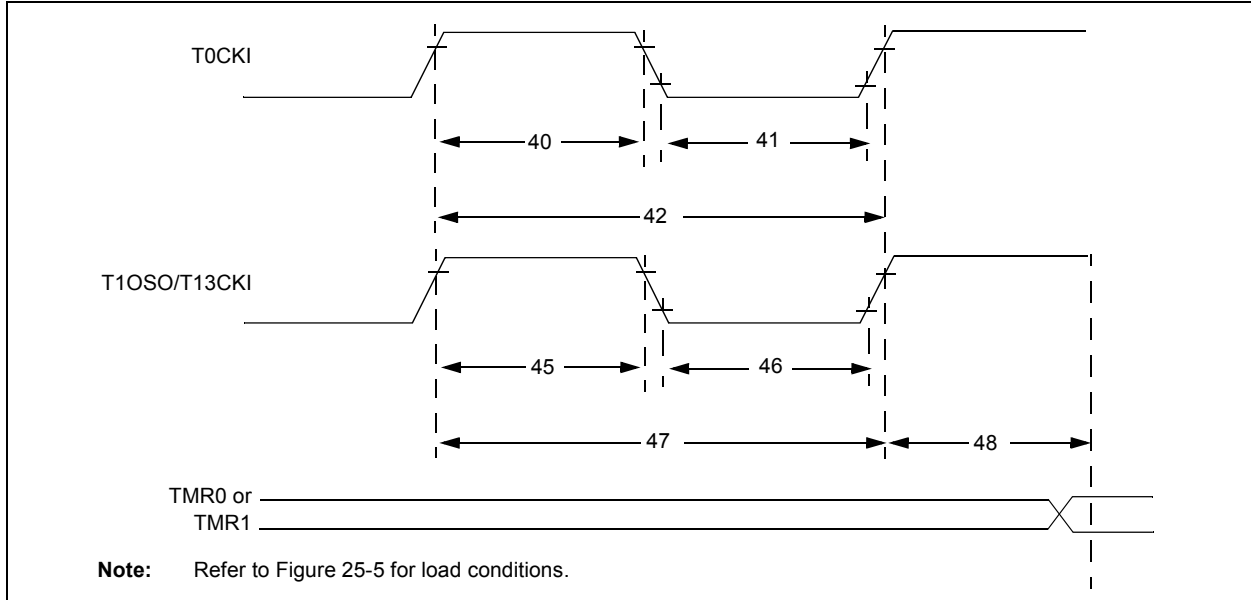 T0CKI
40
41
42
T1OSO/T13CKI
45
46
47
48
TMR0 or
TMR1
Note: Refer to Figure 25-5 for load conditions.